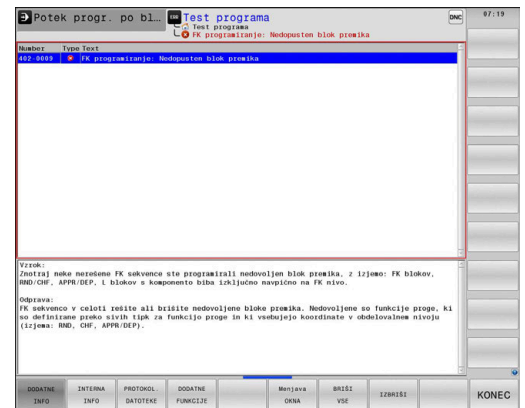 Potek progr. po bl…
ERR
Test programa
DNC
07:19
Test programa
FK programiranje: Nedopusten blok premika
Number Type Text
402-0009 FK programiranje: Nedopusten blok premika
Vzrok:
Znotraj neke nerešene FK sekvence ste programirali nedovoljen blok premika, z izjemo: FK blokov,
RND/CHF, APPR/DEP, L blokov s komponento biba izključno navpično na FK nivo.
Odprava:
FK sekvenco v celoti rešite ali brišite nedovoljene bloke premika. Nedovoljene so funkcije proge, ki
so definirane preko sivih tipk za funkcijo proge in ki vsebujejo koordinate v obdelovalnem nivoju
(izjema: RND, CHF, APPR/DEP).
DODATNE INFO
INTERNA INFO
PROTOKOL. DATOTEKE
DODATNE FUNKCIJE
Menjava OKNA
BRIŠI VSE
IZBRIŠI
KONEC